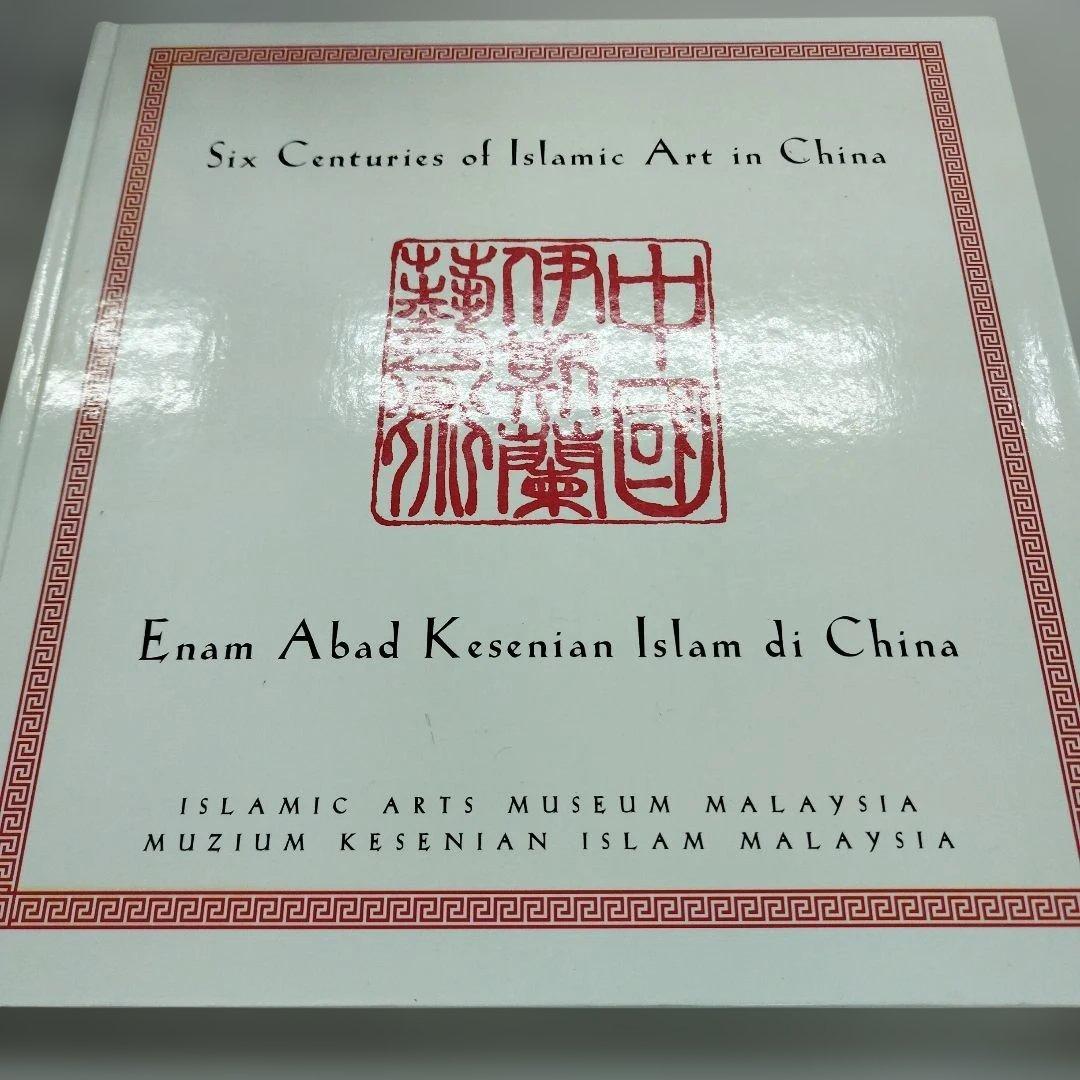 Six Centuries of Islamic Art in China
中國
伊斯蘭
藝術
Enam Abad Kesenian Islam di China
ISLAMIC ARTS MUSEUM MALAYSIA
MUZIUM KESENIAN ISLAM MALAYSIA